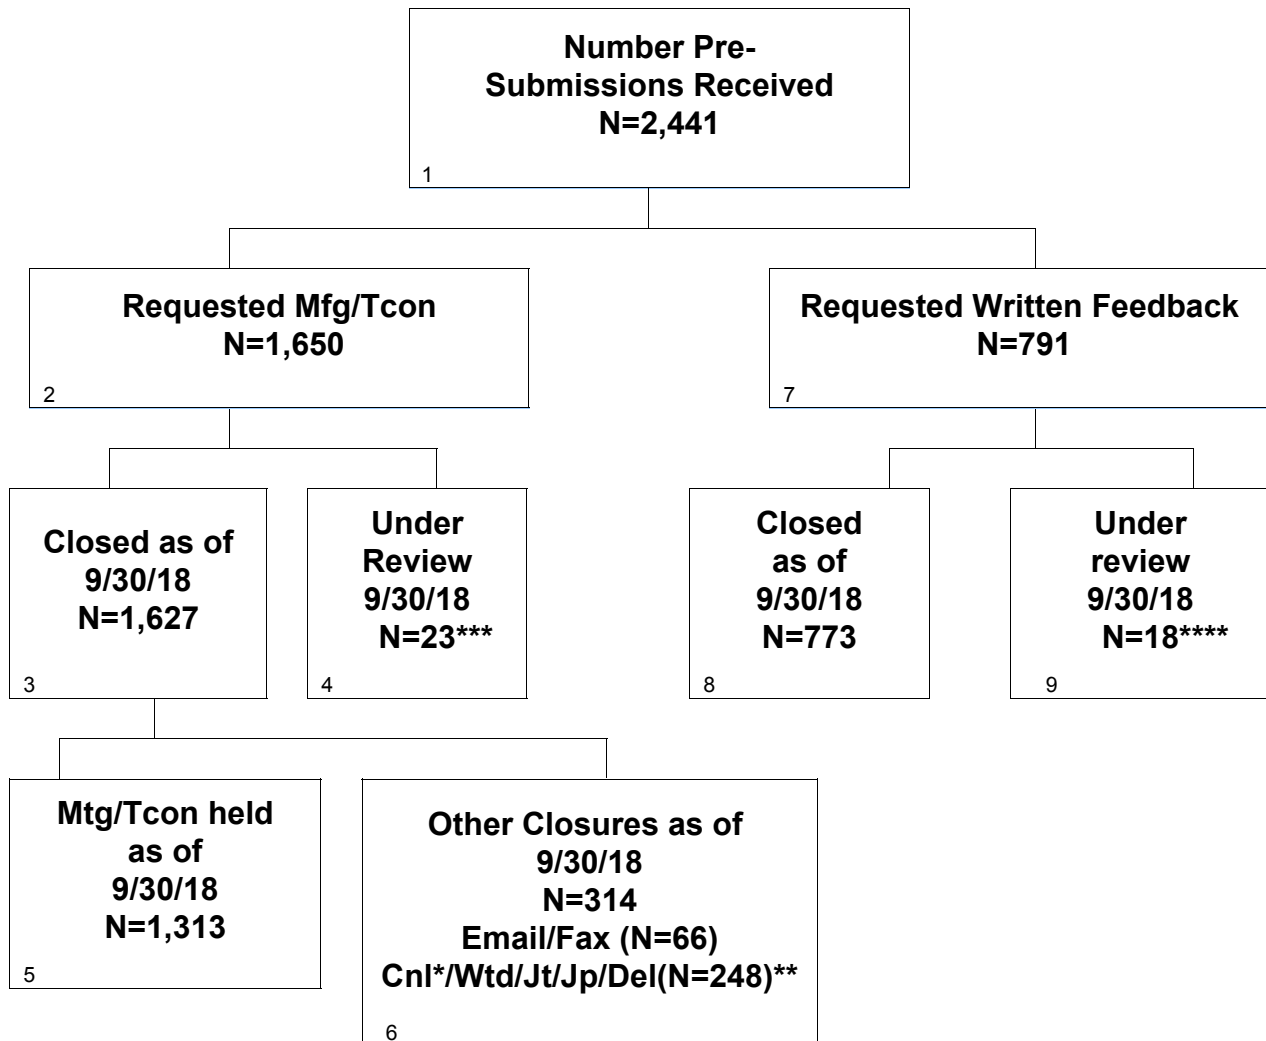 Number Pre-
Submissions Received
N=2,441
1
Requested Mfg/Tcon
N=1,650
2
Requested Written Feedback
N=791
7
Closed as of
9/30/18
N=1,627
3
Under
Review
9/30/18
N=23***
4
Closed
as of
9/30/18
N=773
8
Under
review
9/30/18
N=18****
9
Mtg/Tcon held
as of
9/30/18
N=1,313
5
Other Closures as of
9/30/18
N=314
Email/Fax (N=66)
Cnl*/Wtd/Jt/Jp/Del(N=248)**
6